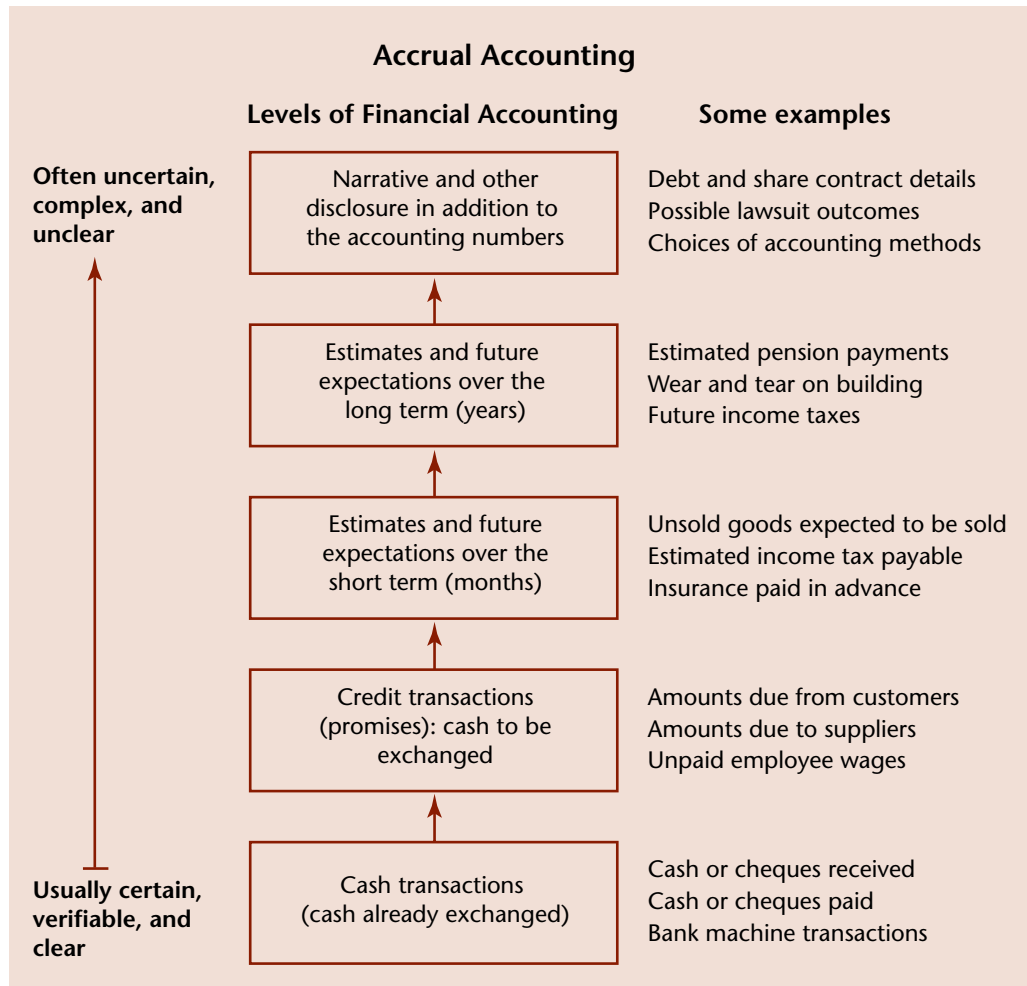 Accrual Accounting
Levels of Financial Accounting
Some examples
Often uncertain,
complex, and
unclear
Narrative and other
disclosure in addition to
the accounting numbers
Debt and share contract details
Possible lawsuit outcomes
Choices of accounting methods
Estimates and future
expectations over the
long term (years)
Estimated pension payments
Wear and tear on building
Future income taxes
Estimates and future
expectations over the
short term (months)
Unsold goods expected to be sold
Estimated income tax payable
Insurance paid in advance
Credit transactions
(promises): cash to be
exchanged
Amounts due from customers
Amounts due to suppliers
Unpaid employee wages
Usually certain,
verifiable, and
clear
Cash transactions
(cash already exchanged)
Cash or cheques received
Cash or cheques paid
Bank machine transactions